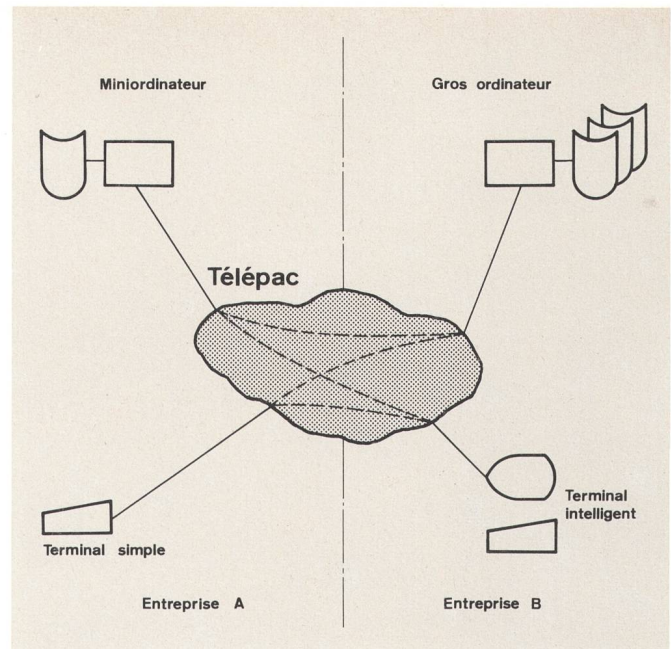 Miniordinateur
Gros ordinateur
Télépac
Terminal
intelligent
Terminal simple
Entreprise A
Entreprise B